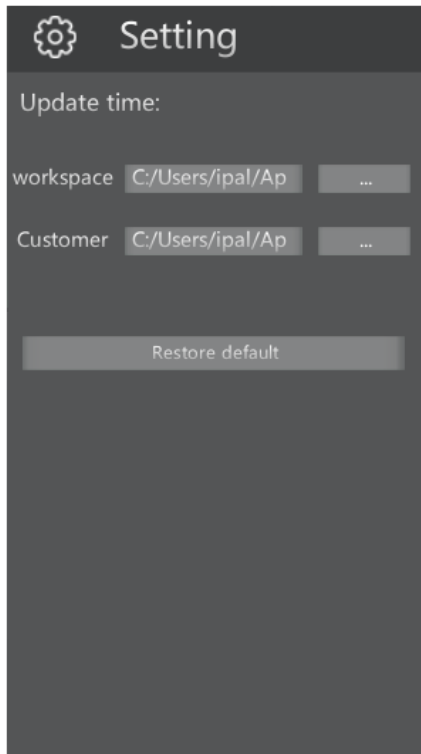 Setting
Update time:
workspace C:/Users/ipal/Ap ...
Customer C:/Users/ipal/Ap ...
Restore default